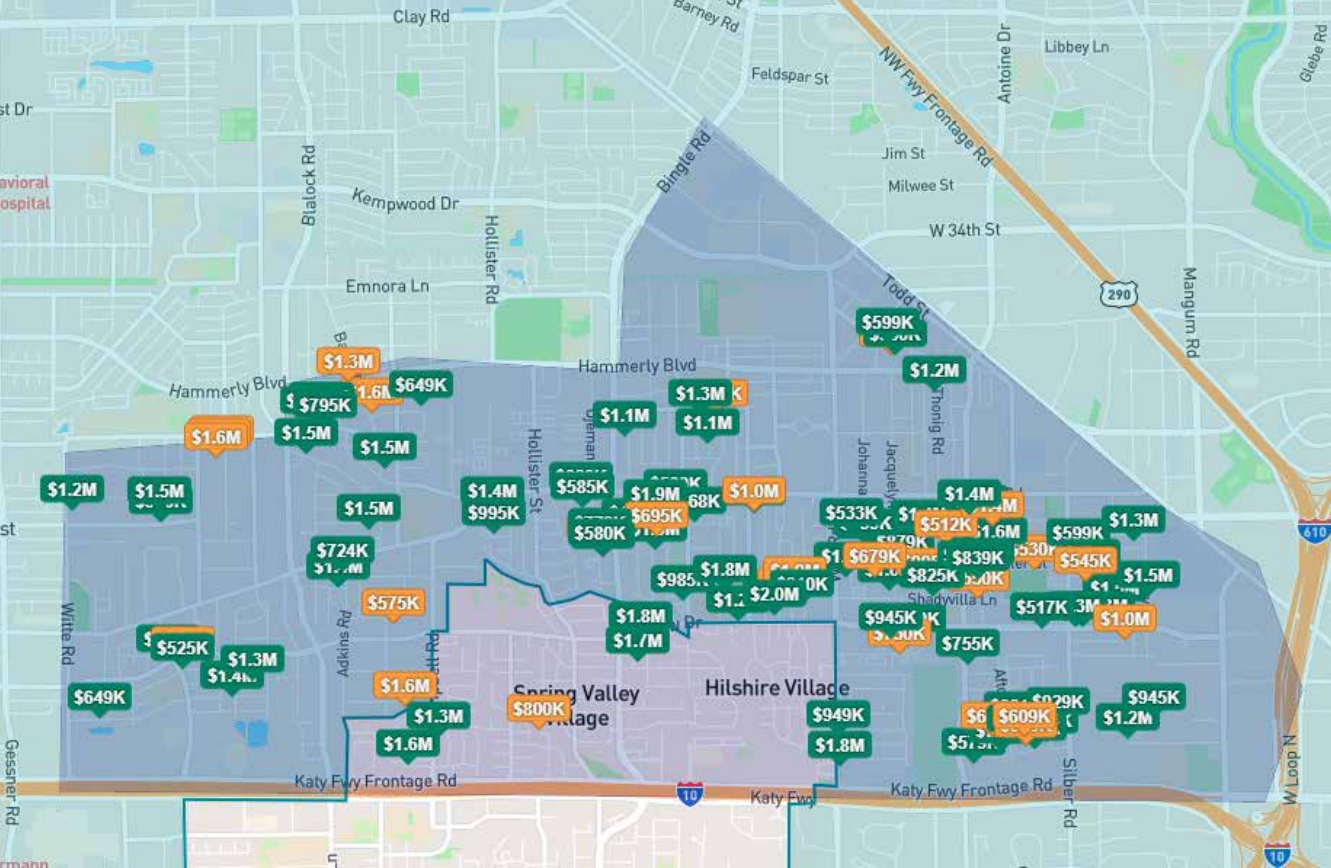 Clay Rd
Barney Rd
St
Libbey Ln
Antoine Dr
Glebe Rd
Feldspar St
NW Fwy Frontage Rd
st Dr
Bingle Rd
Jim St
Milwee St
Blalock Rd
avioral
ospital
Kempwood Dr
Hollister Rd
W 34th St
Emnora Ln
290
Mangum Rd
Todd St
$599K
$1.3M
Hammerly Blvd
$1.2M
Hammerly Blvd
$649K
$795K
$1.3M
$1.1M
$1.1M
Thonig Rd
$1.6M
$1.5M
$1.5M
Hollister St
Johanna
$1.2M
$1.5M
$1.4M
$585K
$1.9M
$1.0M
$1.4M
$995K
$1.5M
$695K
$533K
$512K
$1.3M
st
$580K
$599K
610
$724K
$679K
$839K
$545K
$1.8M
$825K
$1.5M
$2.0M
$575K
Shadyvilla Ln
$517K
Witte Rd
Adkins Rd
$1.8M
$945K
$1.0M
$1.7M
$755K
$525K
$1.3M
$1.6M
$649K
Spring Valley
Village
Hilshire Village
$945K
$800K
$1.3M
$949K
$609K
$1.2M
$1.6M
$1.8M
Gessner Rd
Katy Fwy Frontage Rd
10
Katy Fwy
Katy Fwy Frontage Rd
Silber Rd
N Loop W
10